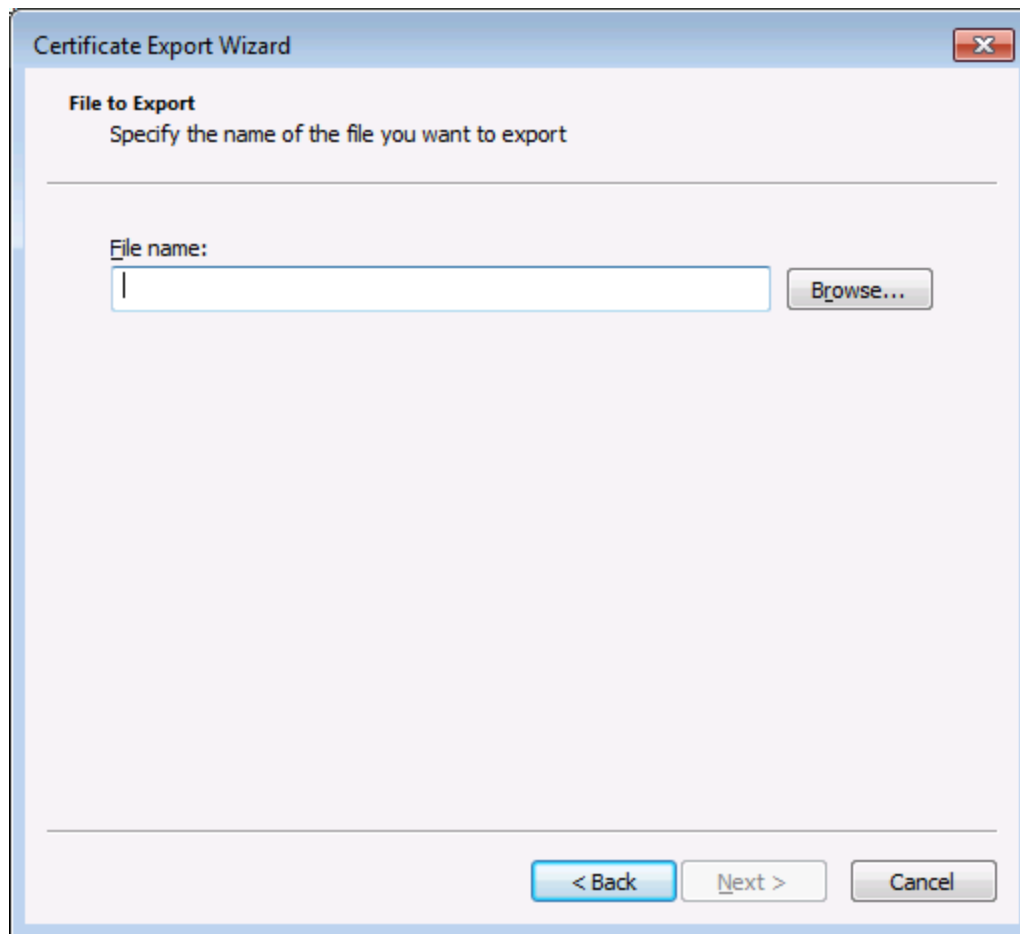 Certificate Export Wizard
File to Export
Specify the name of the file you want to export
File name:
Browse...
< Back
Next >
Cancel